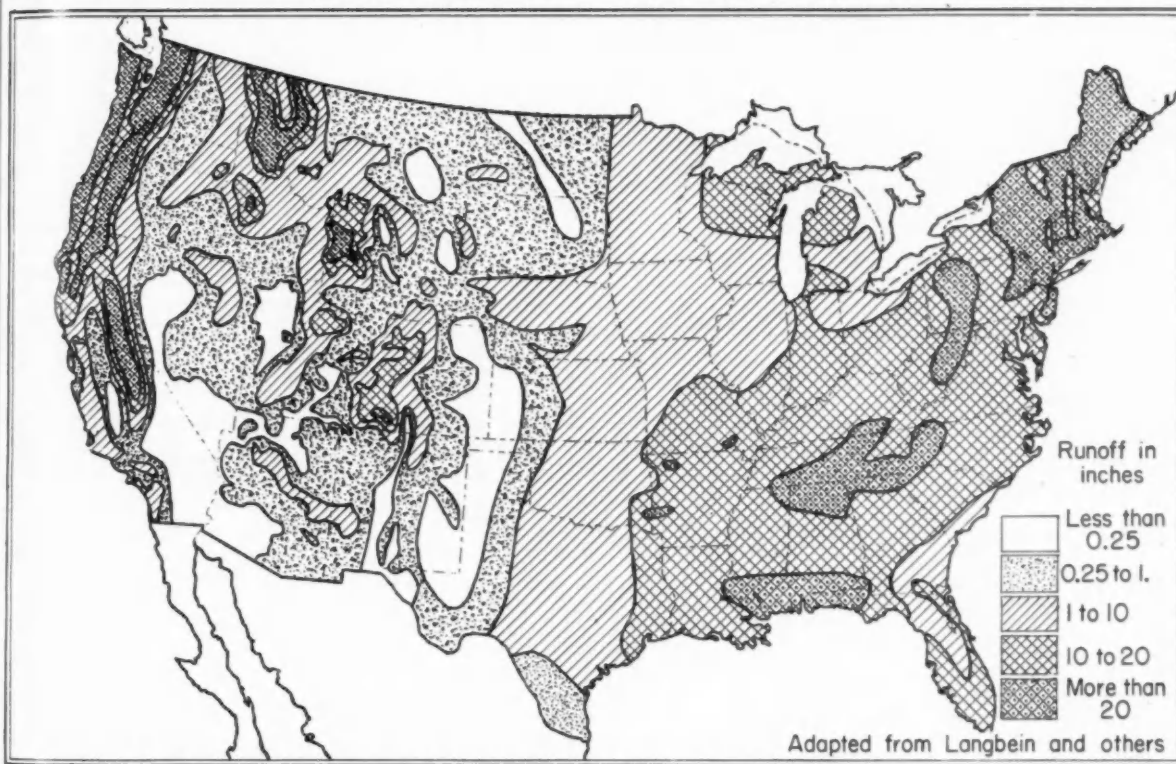 Runoff in
inches
Less than
0.25
0.25 to 1.
1 to 10
10 to 20
More than
20
Adapted from Langbein and others